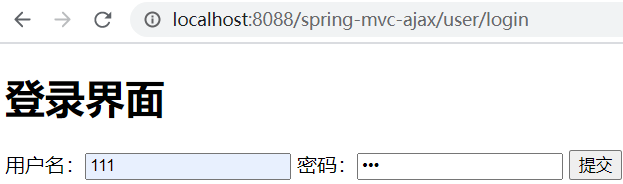 localhost:8088/spring-mvc-ajax/user/login
登录界面
用户名：111 密码：••• 提交